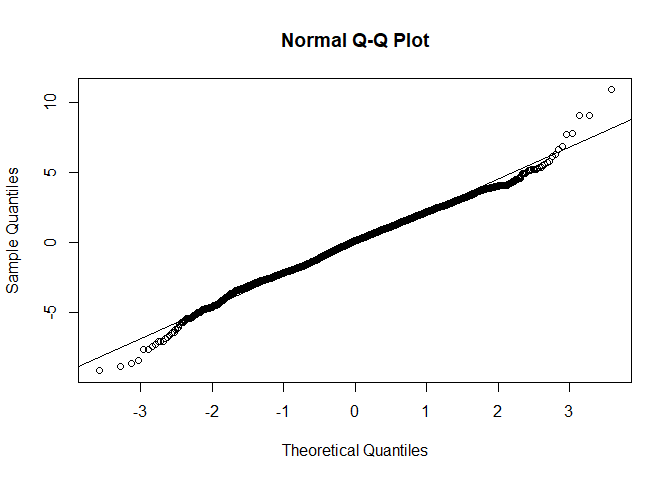 Normal Q-Q Plot
Sample Quantiles
10
5
0
-5
-3 -2 -1 0 1 2 3
Theoretical Quantiles